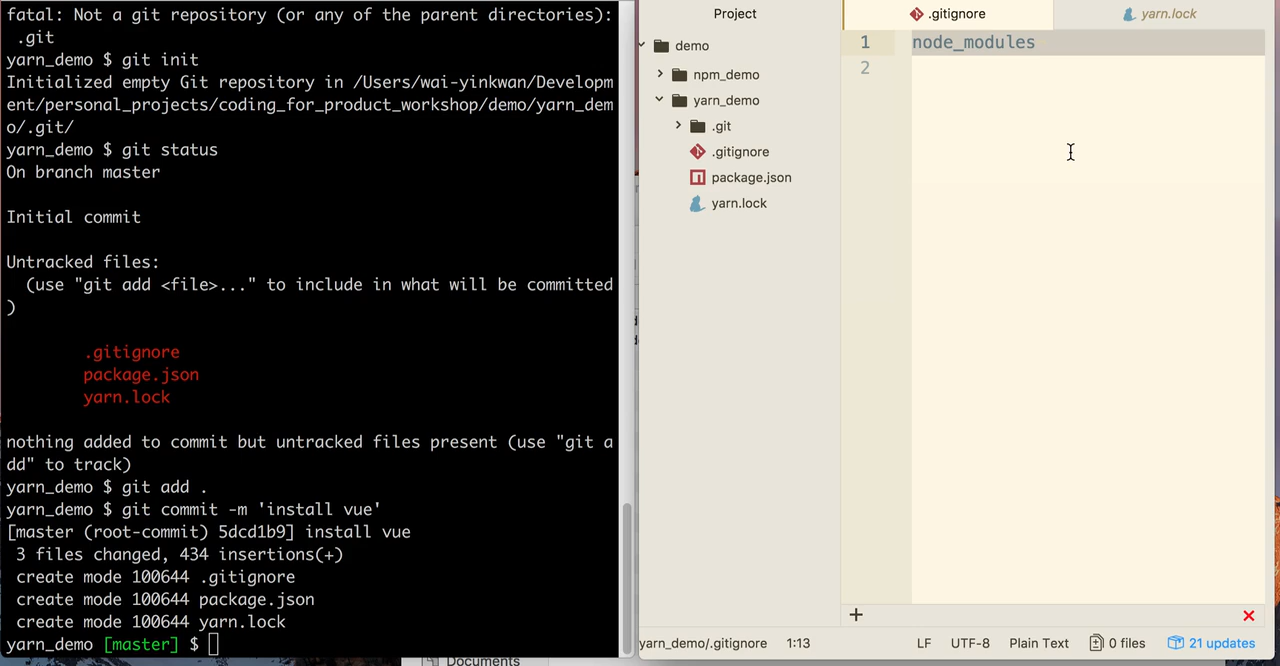 fatal: Not a git repository (or any of the parent directories):
.git
yarn_demo $ git init
Initialized empty Git repository in /Users/wai-yinkwan/Developm
ent/personal_projects/coding_for_product_workshop/demo/yarn_dem
o/.git/
yarn_demo $ git status
On branch master
Initial commit
Untracked files:
(use "git add <file>..." to include in what will be committed
)
.gitignore
package.json
yarn.lock
nothing added to commit but untracked files present (use "git a
dd" to track)
yarn_demo $ git add .
yarn_demo $ git commit -m 'install vue'
[master (root-commit) 5dcd1b9] install vue
3 files changed, 434 insertions(+)
create mode 100644 .gitignore
create mode 100644 package.json
create mode 100644 yarn.lock
yarn_demo [master] $
Project
demo
npm_demo
yarn_demo
.git
.gitignore
package.json
yarn.lock
.gitignore
yarn.lock
1 node_modules
2
+
yarn_demo/.gitignore 1:13 LF UTF-8 Plain Text 0 files 21 updates
Documents